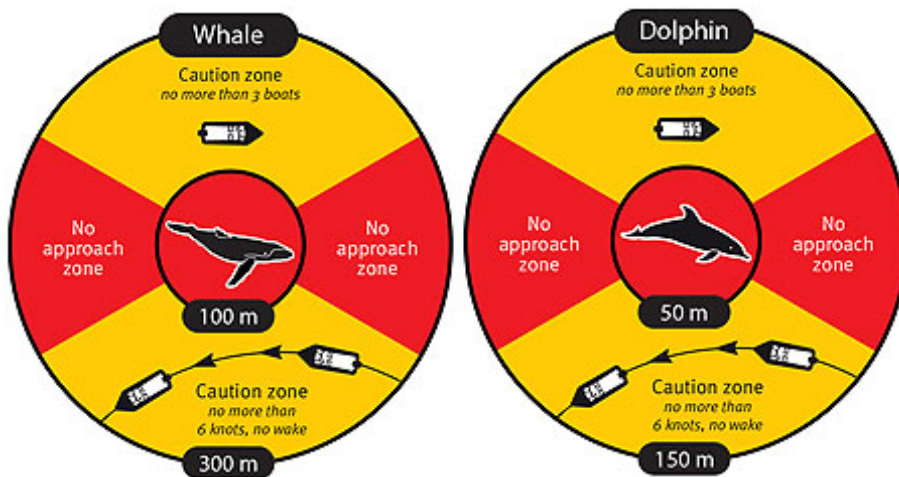 Whale
Caution zone
no more than 3 boats
No
approach
zone
No
approach
zone
100 m
Caution zone
no more than
6 knots, no wake
300 m
Dolphin
Caution zone
no more than 3 boats
No
approach
zone
No
approach
zone
50 m
Caution zone
no more than
6 knots, no wake
150 m